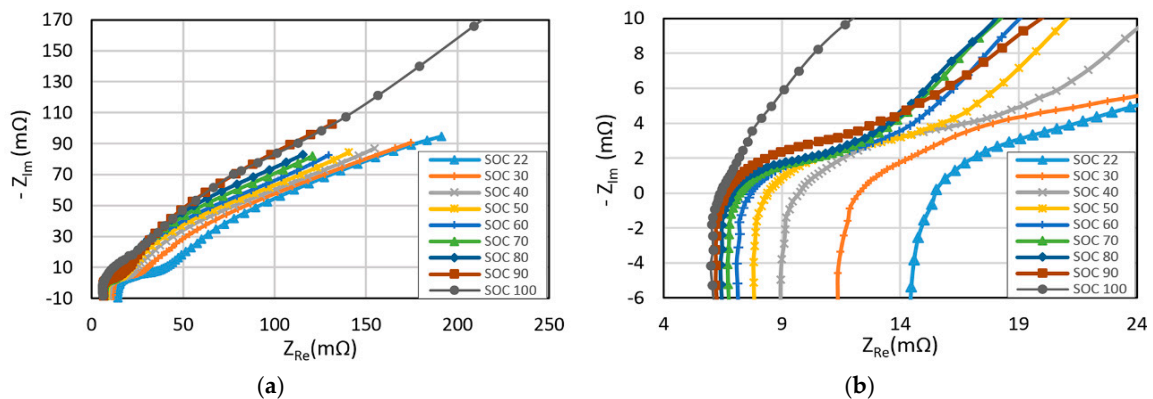 170
150
130
110
90
70
50
30
10
-10
- Z_Im (mΩ)
0 50 100 150 200 250
Z_Re(mΩ)
SOC 22
SOC 30
SOC 40
SOC 50
SOC 60
SOC 70
SOC 80
SOC 90
SOC 100
(a)
10
8
6
4
2
0
-2
-4
-6
- Z_Im (mΩ)
4 9 14 19 24
Z_Re(mΩ)
SOC 22
SOC 30
SOC 40
SOC 50
SOC 60
SOC 70
SOC 80
SOC 90
SOC 100
(b)